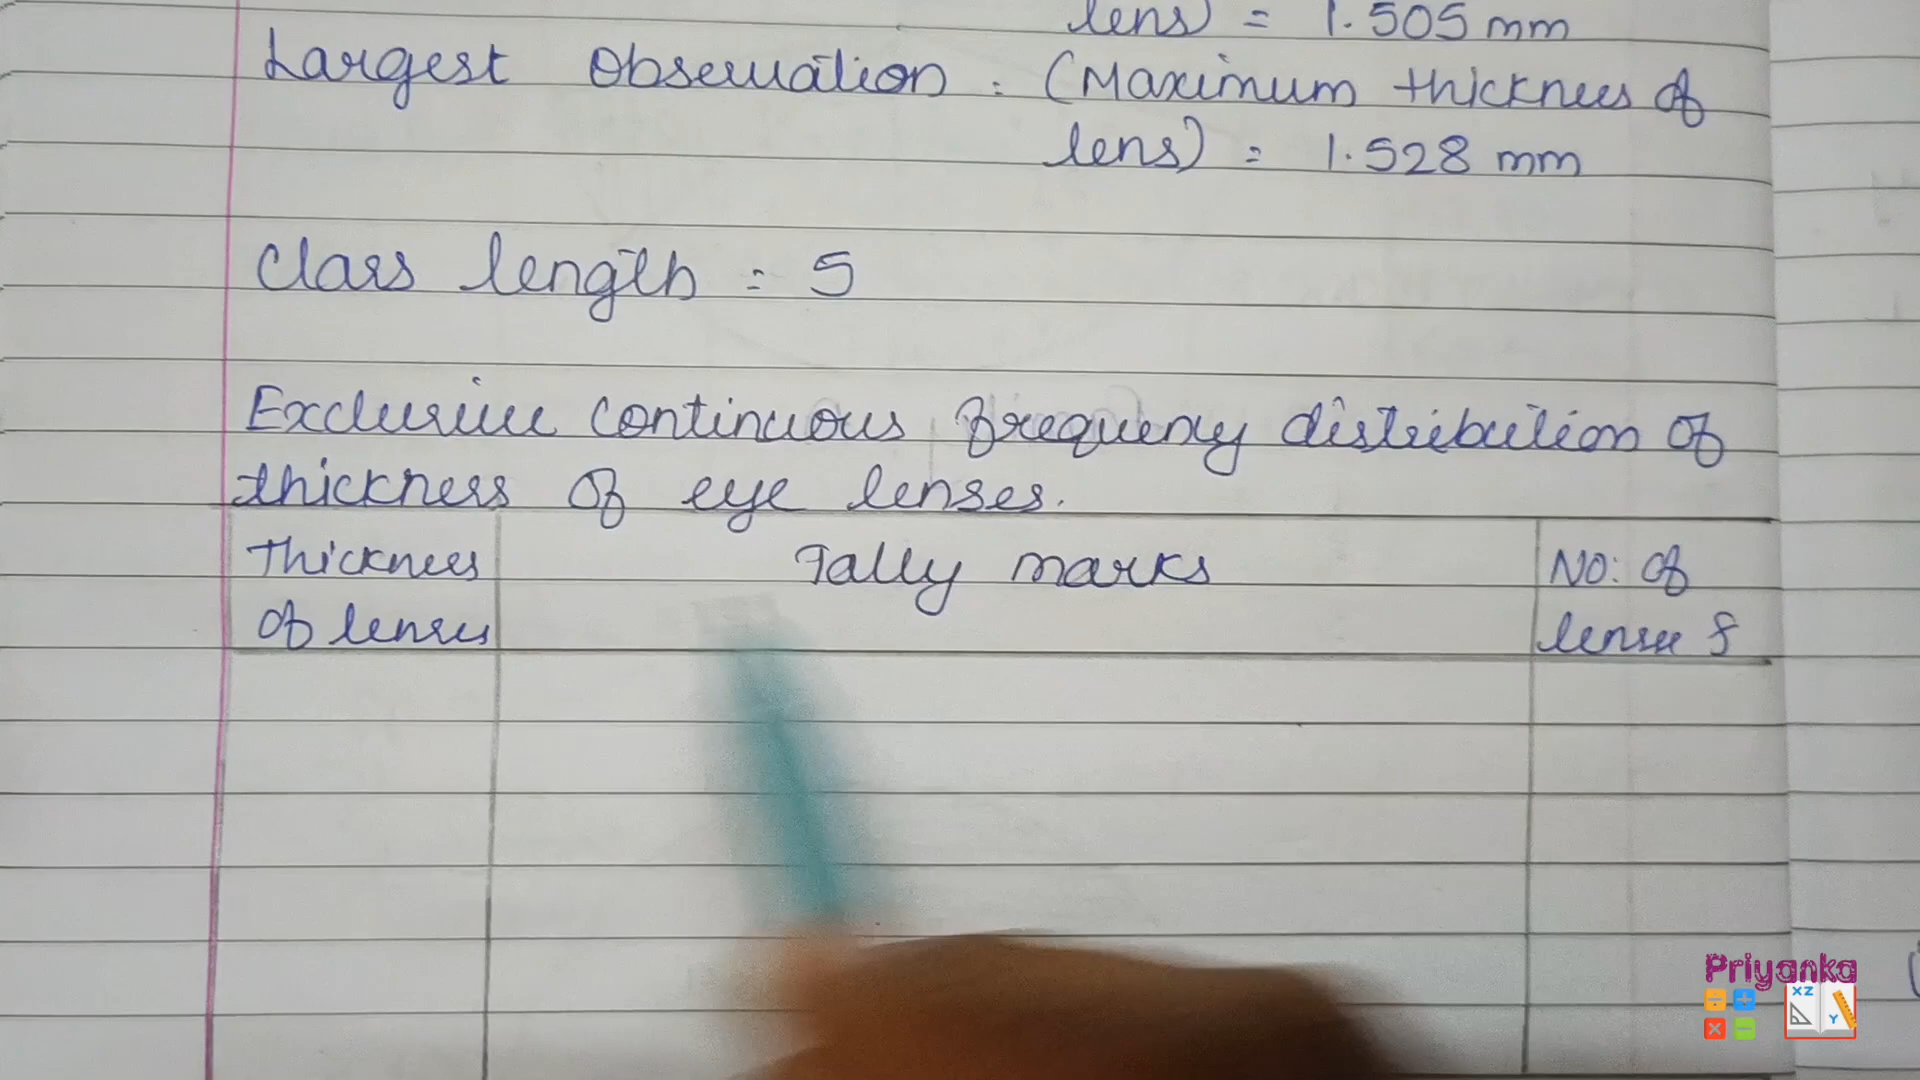 lens) = 1.505 mm
Largest Observation = (Maximum thickness of
lens) = 1.528 mm
Class length = 5
Exclusive continuous frequency distribution of
thickness of eye lenses.
Thickness Tally marks No: of
of lenses lenses f
Priyanka
XZ
Y